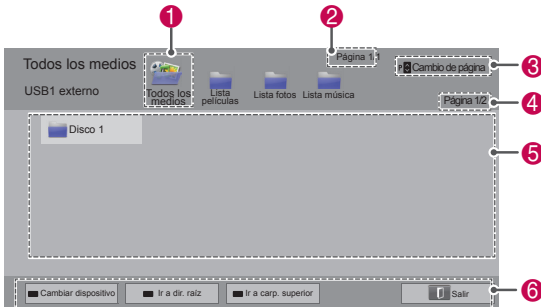 1
2
3
4
5
6
Todos los medios
USB1 externo
Todos los medios
Lista películas
Lista fotos
Lista música
Página 1/1
P Cambio de página
Página 1/2
Disco 1
Cambiar dispositivo
Ir a dir. raíz
Ir a carp. superior
Salir